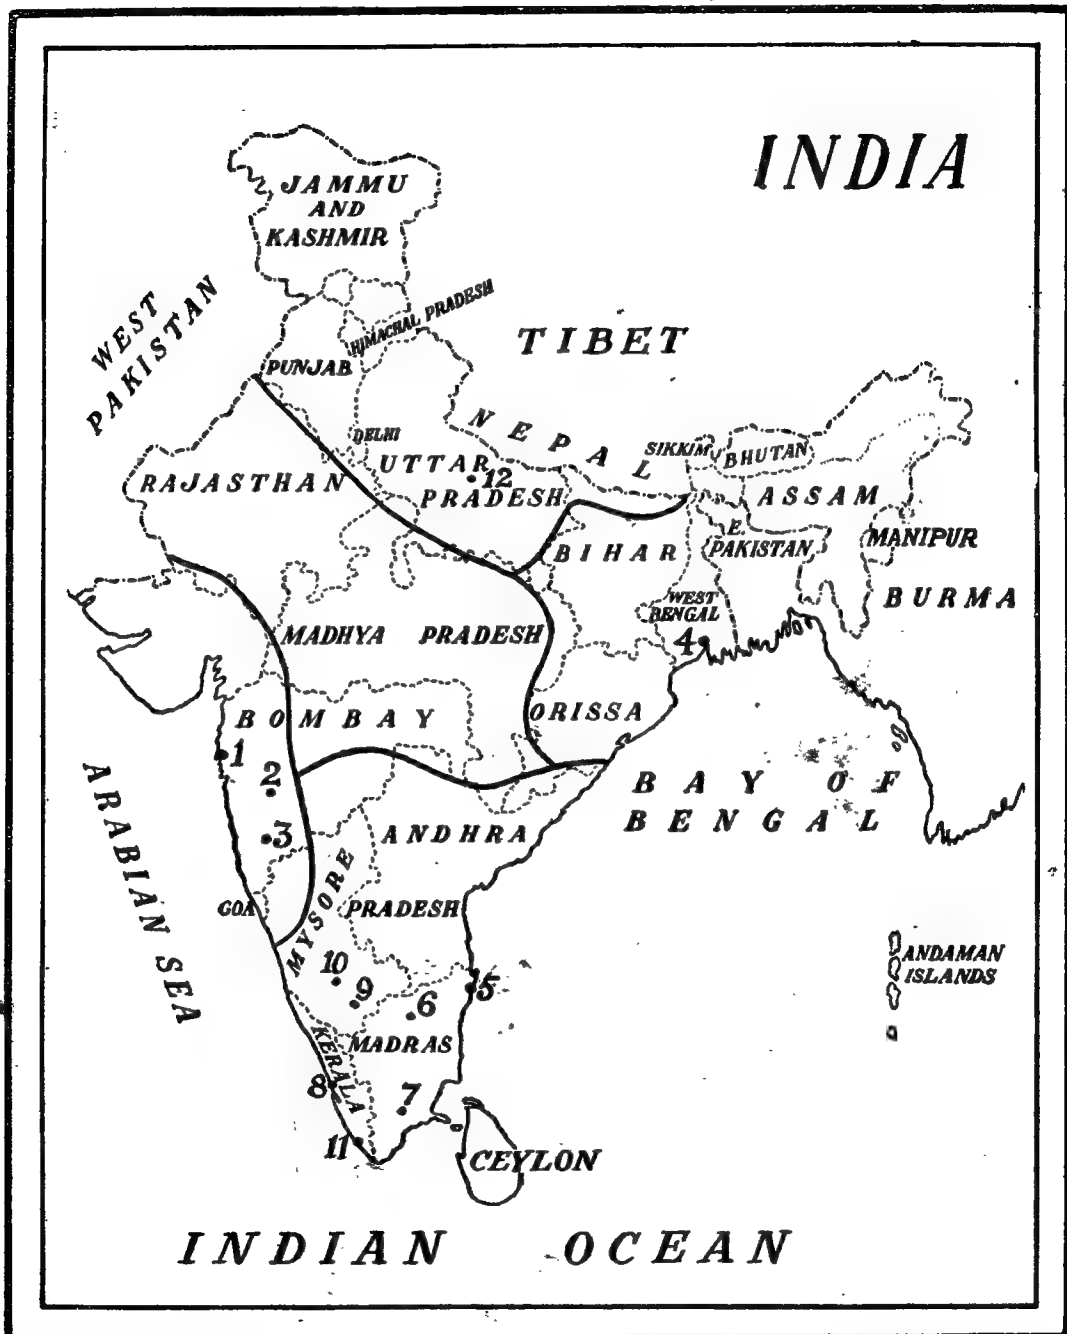 INDIA
JAMMU
AND
KASHMIR
WEST
PAKISTAN
HIMACHAL PRADESH
TIBET
PUNJAB
DELHI
NEPAL
SIKKIM
BHUTAN
RAJASTHAN
UTTAR
12
PRADESH
ASSAM
BIHAR
E.
PAKISTAN
MANIPUR
WEST
BENGAL
BURMA
MADHYA PRADESH
4
BOMBAY
ORISSA
1
2
3
ARABIAN SEA
BAY OF
BENGAL
ANDHRA
PRADESH
MYSORE
GOA
10
9
5
6
ANDAMAN
ISLANDS
MADRAS
KERALA
8
7
11
CEYLON
INDIAN OCEAN